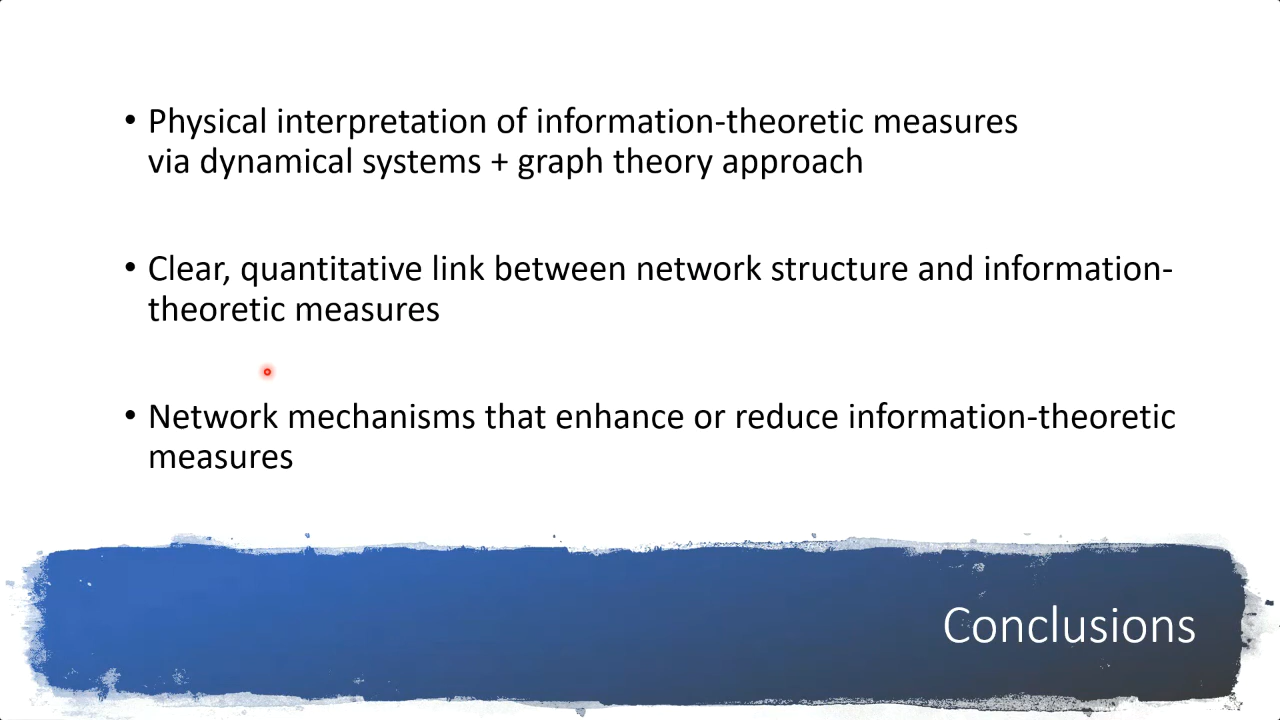 • Physical interpretation of information-theoretic measures
via dynamical systems + graph theory approach
• Clear, quantitative link between network structure and information-
theoretic measures
• Network mechanisms that enhance or reduce information-theoretic
measures
Conclusions